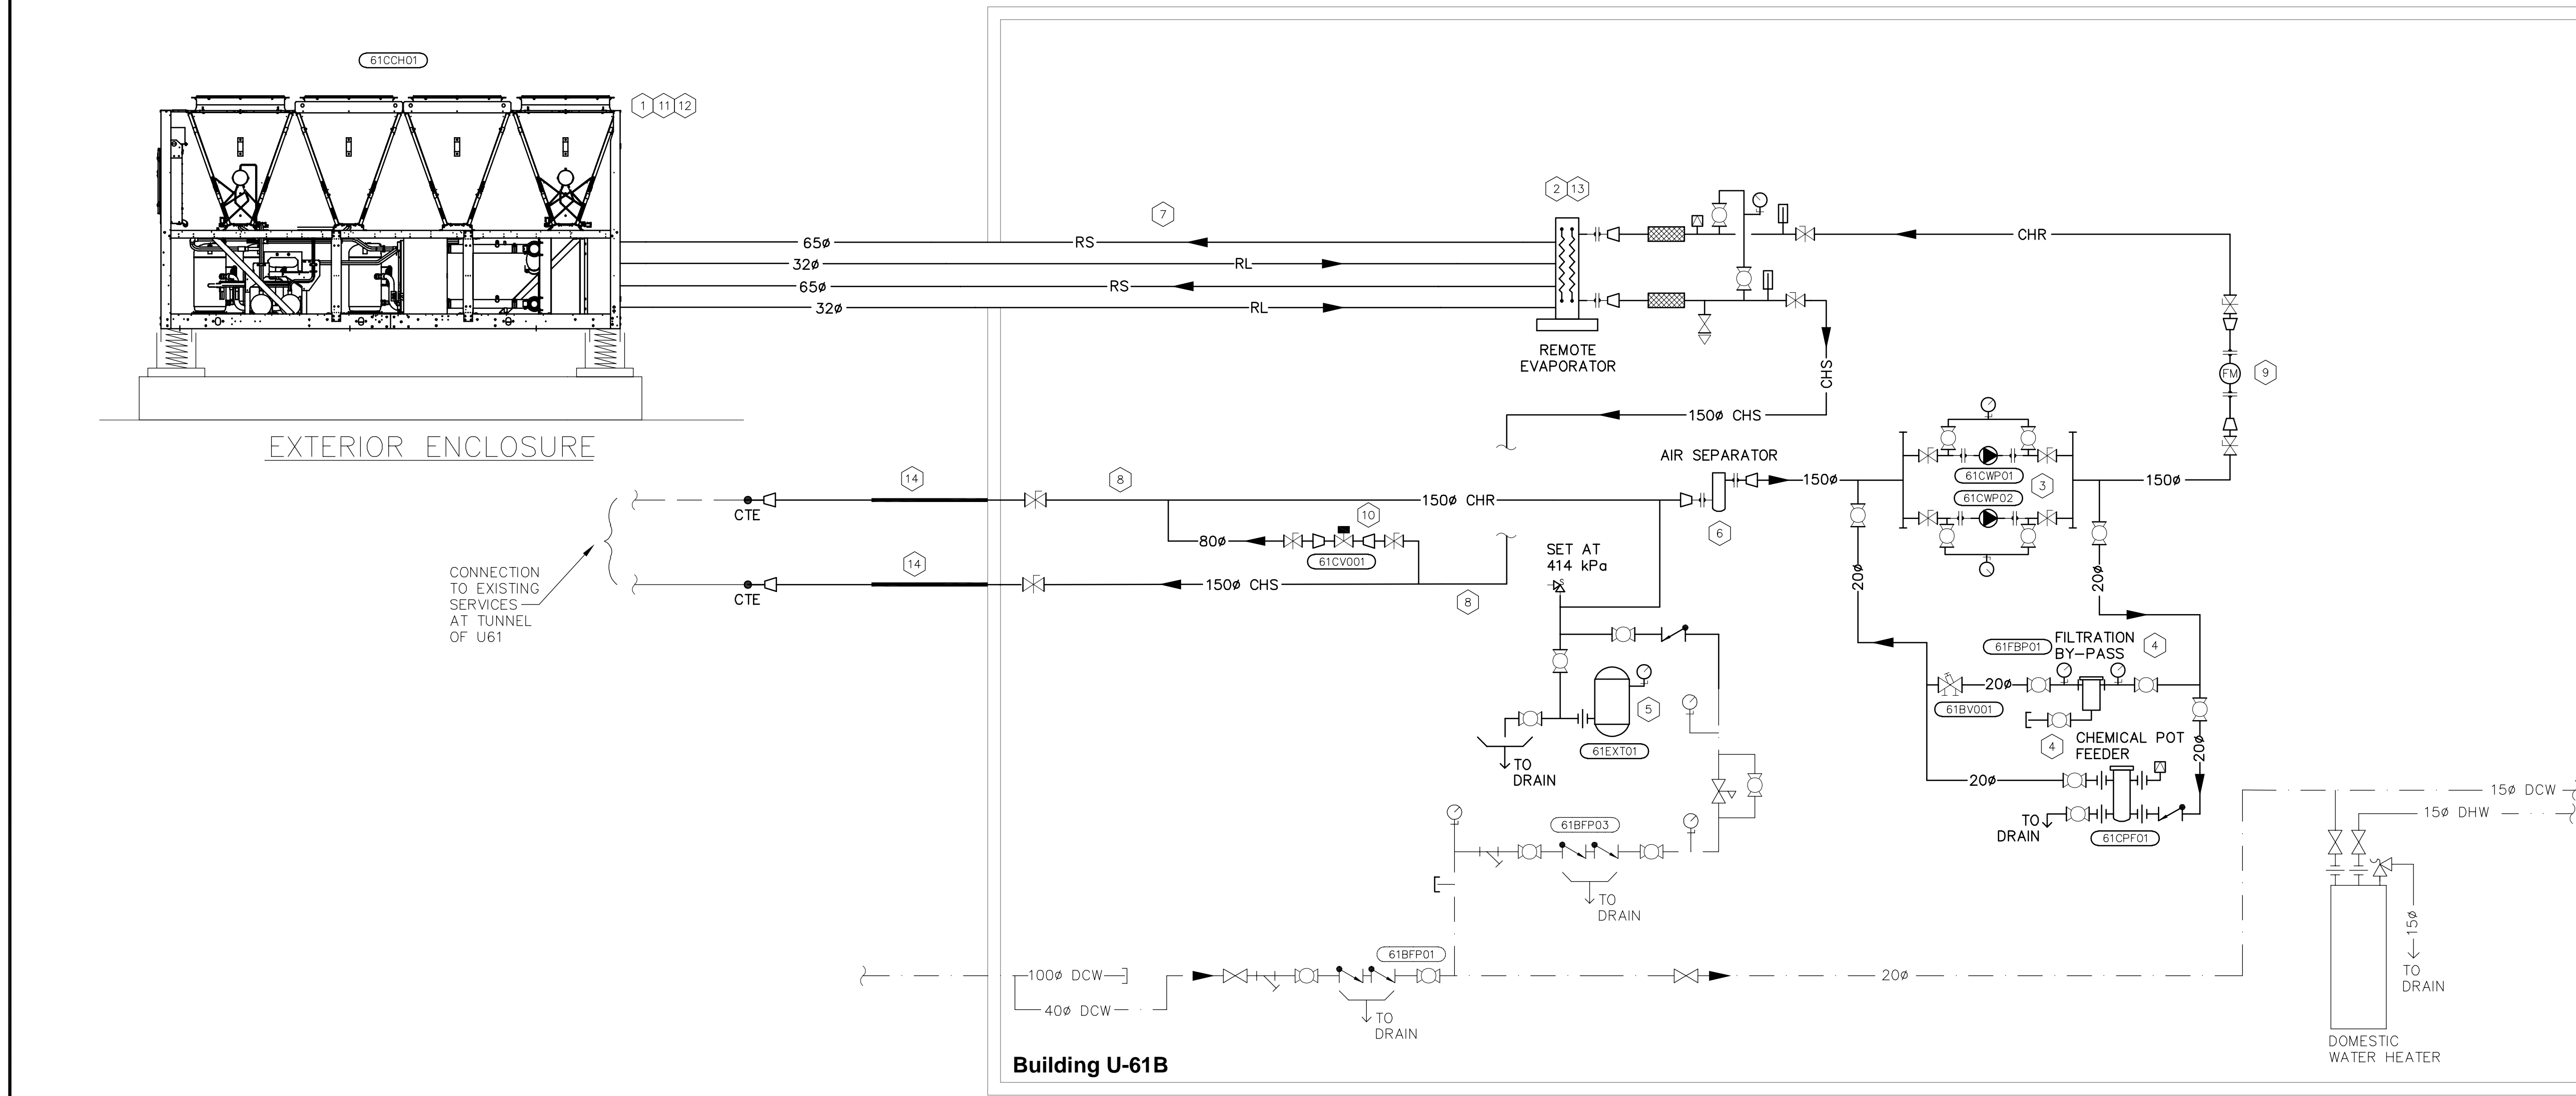 61CCH01
1 11 12
EXTERIOR ENCLOSURE
7
65ø
RS
32ø
RL
65ø
RS
32ø
RL
2 13
REMOTE
EVAPORATOR
CHR
CHS
150ø CHS
FM
9
AIR SEPARATOR
6
150ø
61CWP01
61CWP02
3
150ø
14
8
CTE
150ø CHR
10
80ø
61CV001
14
CTE
150ø CHS
8
CONNECTION
TO EXISTING
SERVICES
AT TUNNEL
OF U61
SET AT
414 kPa
S
5
61EXT01
TO
DRAIN
20ø
20ø
61FBP01
FILTRATION
BY-PASS
4
20ø
61BV001
4
CHEMICAL POT
FEEDER
20ø
20ø
TO
DRAIN
61CPF01
61BFP03
TO
DRAIN
61BFP01
100ø DCW
40ø DCW
TO
DRAIN
20ø
15ø DCW
15ø DHW
15ø
TO
DRAIN
DOMESTIC
WATER HEATER
Building U-61B